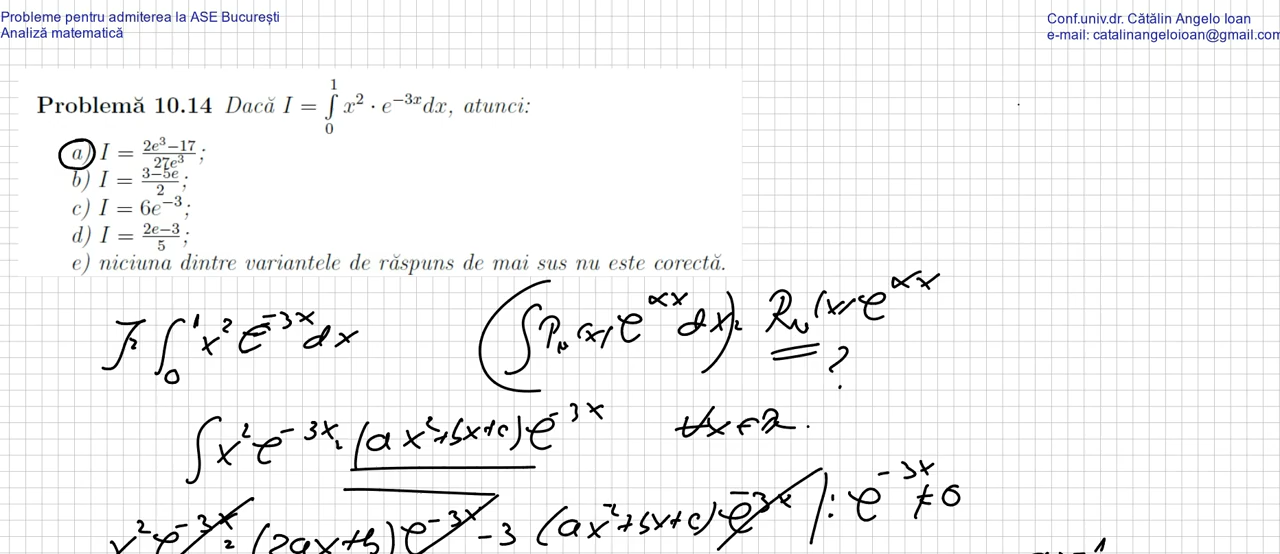 Probleme pentru admiterea la ASE București
Analiză matematică
Conf.univ.dr. Cătălin Angelo Ioan
e-mail: catalinangeloioan@gmail.com
Problemă 10.14 Dacă I = ∫₀¹ x² · e^{−3x}dx, atunci:
a) I = (2e³−17)/(27e³);
b) I = (3−5e)/2;
c) I = 6e^{−3};
d) I = (2e−3)/5;
e) niciuna dintre variantele de răspuns de mai sus nu este corectă.
I = ∫₀¹ x² e^{-3x} dx (∫ Pₙ(x) e^{αx} dx) = Rₙ(x) e^{αx}
?
∫ x² e^{-3x} = (ax²+bx+c) e^{-3x} ∀x∈R.
x² e^{-3x} = (2ax+b) e^{-3x} -3 (ax²+bx+c) e^{-3x} |: e^{-3x} ≠ 0